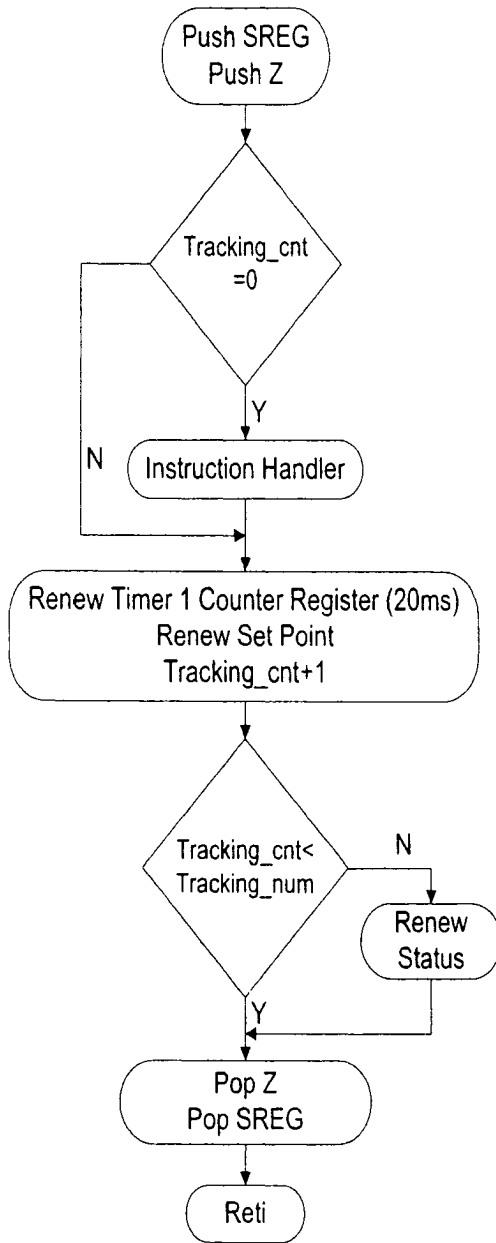 Push SREG
Push Z
Tracking_cnt
=0
Y
N
Instruction Handler
Renew Timer 1 Counter Register (20ms)
Renew Set Point
Tracking_cnt+1
Tracking_cnt<
Tracking_num
N
Renew
Status
Y
Pop Z
Pop SREG
Reti